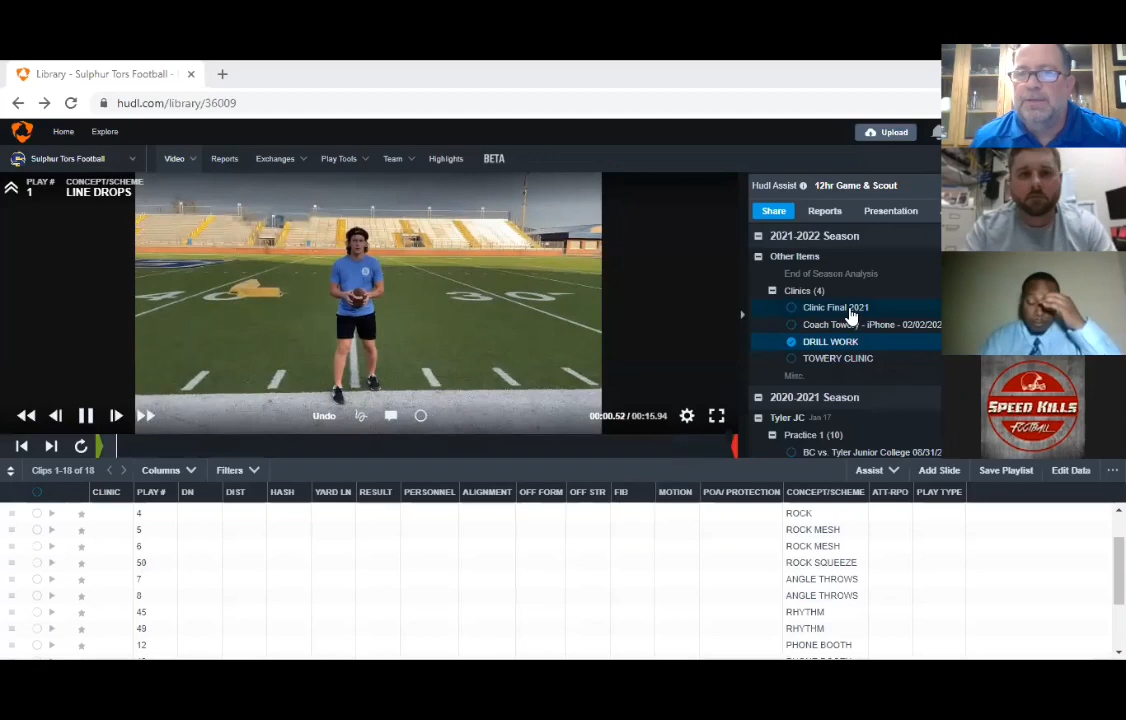 Library - Sulphur Tors Football -
hudl.com/library/36009
Home Explore Upload
Sulphur Tors Football Video Reports Exchanges Play Tools Team Highlights BETA
PLAY # CONCEPT/SCHEME
1 LINE DROPS
Hudl Assist 12hr Game & Scout
Share Reports Presentation
2021-2022 Season
Other Items
End of Season Analysis
Clinics (4)
Clinic Final 2021
Coach Towery - iPhone - 02/02/202
DRILL WORK
TOWERY CLINIC
Misc.
2020-2021 Season
Tyler JC Jan 17
Practice 1 (10)
BC vs. Tyler Junior College 08/31/2
40 30
Undo 00:00.52 / 00:15.94
SPEED KILLS
FOOTBALL
Clips 1-18 of 18 Columns Filters Assist Add Slide Save Playlist Edit Data
CLINIC PLAY # DN DIST HASH YARD LN RESULT PERSONNEL ALIGNMENT OFF FORM OFF STR FIB MOTION POA/ PROTECTION CONCEPT/SCHEME ATT-RPO PLAY TYPE
4 ROCK
5 ROCK MESH
6 ROCK MESH
50 ROCK SQUEEZE
7 ANGLE THROWS
8 ANGLE THROWS
45 RHYTHM
49 RHYTHM
12 PHONE BOOTH